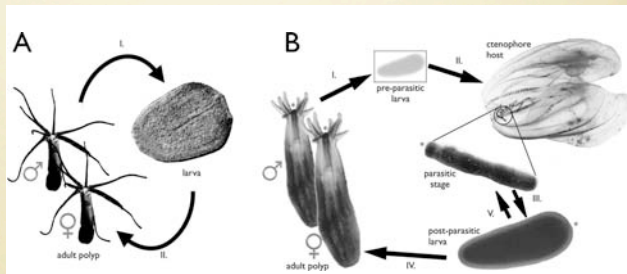 A
I.
larva
♂
♀
II.
adult polyp
B
I.
pre-parasitic
larva
II.
ctenophore
host
*
parasitic
stage
III.
V.
*
post-parasitic
larva
IV.
♂
♀
adult polyp
*
*